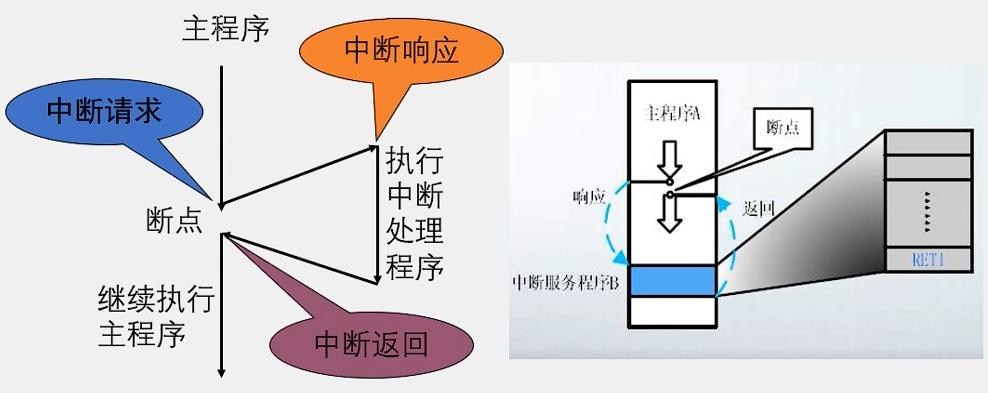 主程序
中断响应
中断请求
执行
中断
处理
程序
断点
继续执行
主程序
中断返回
主程序A
断点
响应
返回
中断服务程序B
RETI